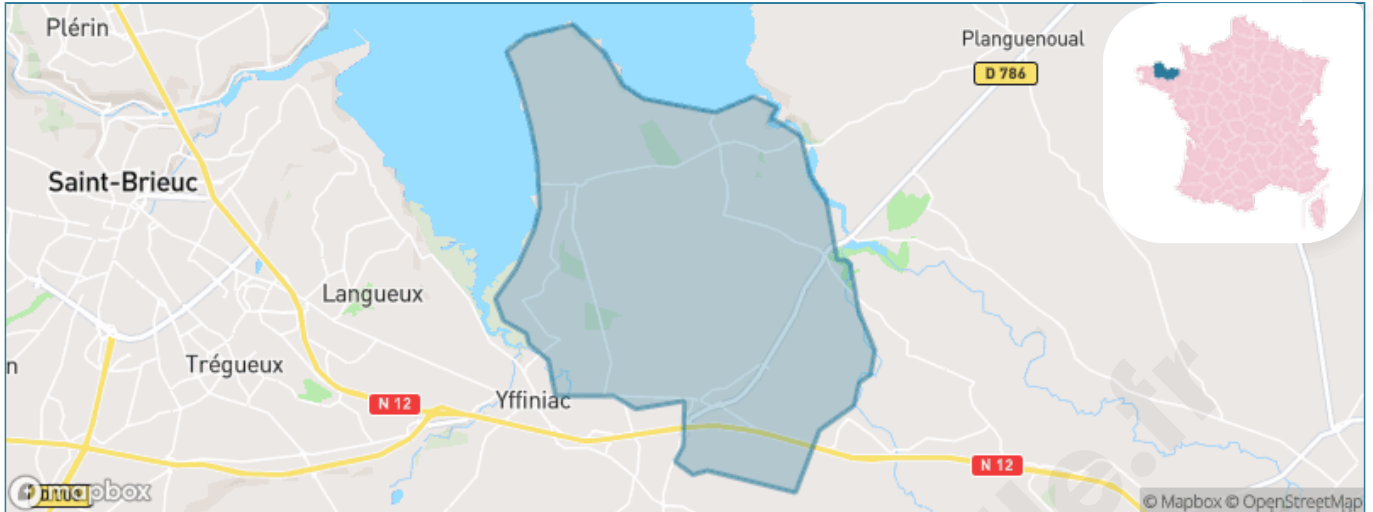 Plérin
Planguenoual
D 786
Saint-Brieuc
Langueux
Trégueux
n
Yffiniac
N 12
N 12
mapbox
© Mapbox © OpenStreetMap